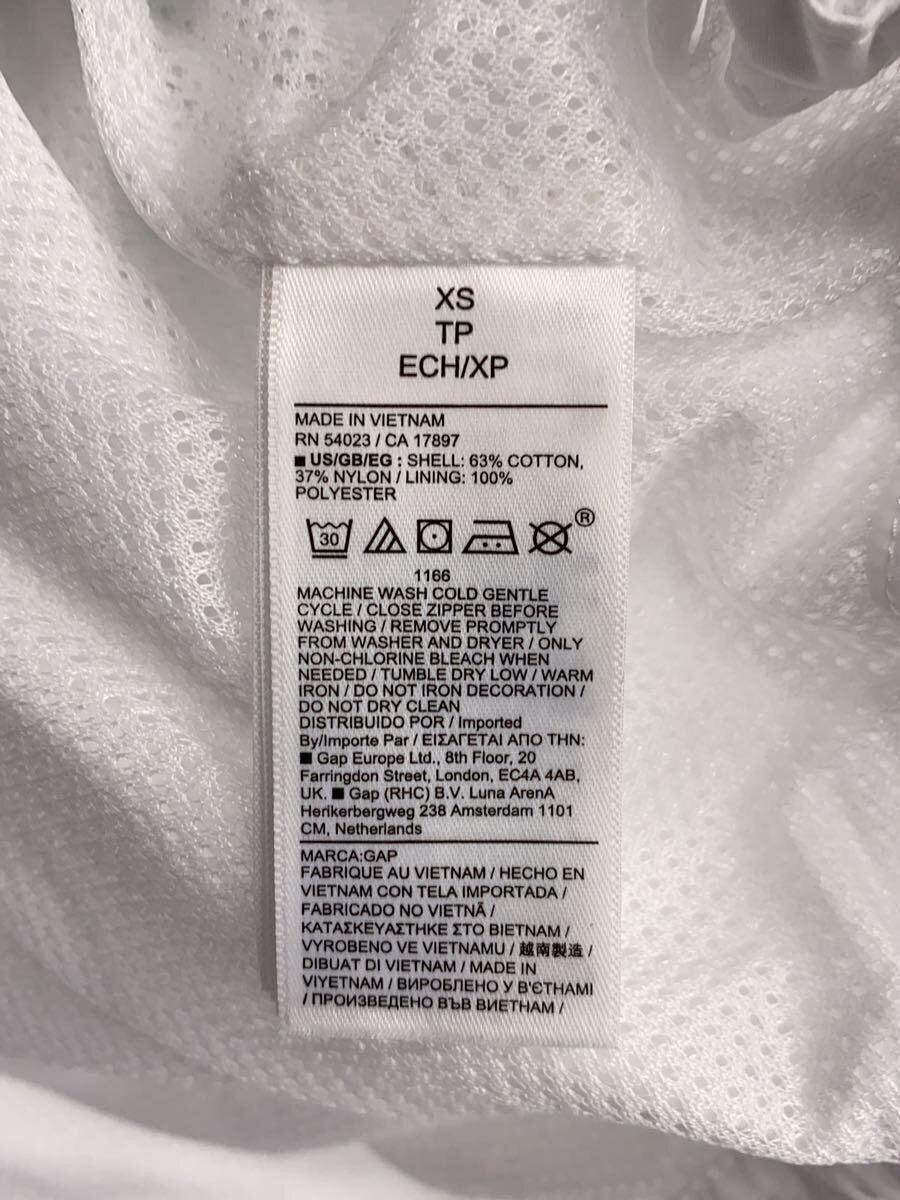 XS
TP
ECH/XP
MADE IN VIETNAM
RN 54023 / CA 17897
■ US/GB/EG : SHELL: 63% COTTON,
37% NYLON / LINING: 100%
POLYESTER
30 ®
1166
MACHINE WASH COLD GENTLE
CYCLE / CLOSE ZIPPER BEFORE
WASHING / REMOVE PROMPTLY
FROM WASHER AND DRYER / ONLY
NON-CHLORINE BLEACH WHEN
NEEDED / TUMBLE DRY LOW / WARM
IRON / DO NOT IRON DECORATION /
DO NOT DRY CLEAN
DISTRIBUIDO POR / Imported
By/Importe Par / ΕΙΣΑΓΕΤΑΙ ΑΠΟ ΤΗΝ:
■ Gap Europe Ltd., 8th Floor, 20
Farringdon Street, London, EC4A 4AB,
UK. ■ Gap (RHC) B.V. Luna ArenA
Herikerbergweg 238 Amsterdam 1101
CM, Netherlands
MARCA:GAP
FABRIQUE AU VIETNAM / HECHO EN
VIETNAM CON TELA IMPORTADA /
FABRICADO NO VIETNÃ /
ΚΑΤΑΣΚΕΥΑΣΤΗΚΕ ΣΤΟ ΒΙΕΤΝΑΜ /
VYROBENO VE VIETNAMU / 越南製造 /
DIBUAT DI VIETNAM / MADE IN
VIYETNAM / ВИРОБЛЕНО У В'ЄТНАМІ
/ ПРОИЗВЕДЕНО ВЪВ ВИЕТНАМ /